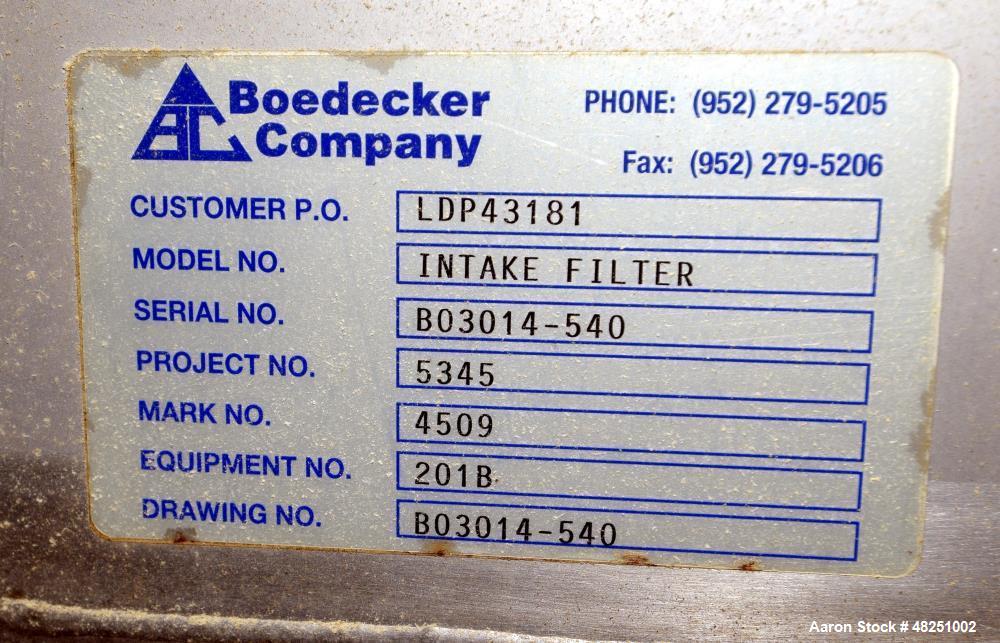 BC Boedecker Company
PHONE: (952) 279-5205
Fax: (952) 279-5206
CUSTOMER P.O. LDP43181
MODEL NO. INTAKE FILTER
SERIAL NO. B03014-540
PROJECT NO. 5345
MARK NO. 4509
EQUIPMENT NO. 201B
DRAWING NO. B03014-540
Aaron Stock # 48251002